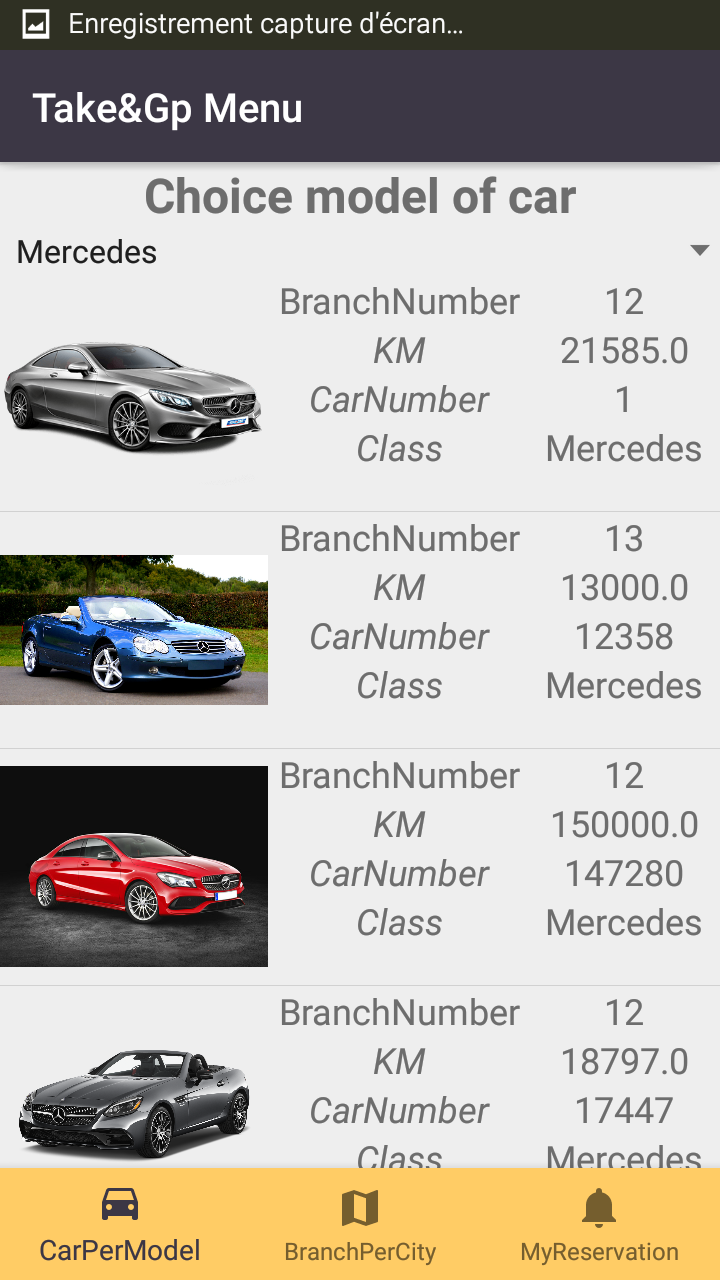 Enregistrement capture d'écran...
Take&Gp Menu
Choice model of car
Mercedes
BranchNumber 12
KM 21585.0
CarNumber 1
Class Mercedes
BranchNumber 13
KM 13000.0
CarNumber 12358
Class Mercedes
BranchNumber 12
KM 150000.0
CarNumber 147280
Class Mercedes
BranchNumber 12
KM 18797.0
CarNumber 17447
Class Mercedes
CarPerModel BranchPerCity MyReservation